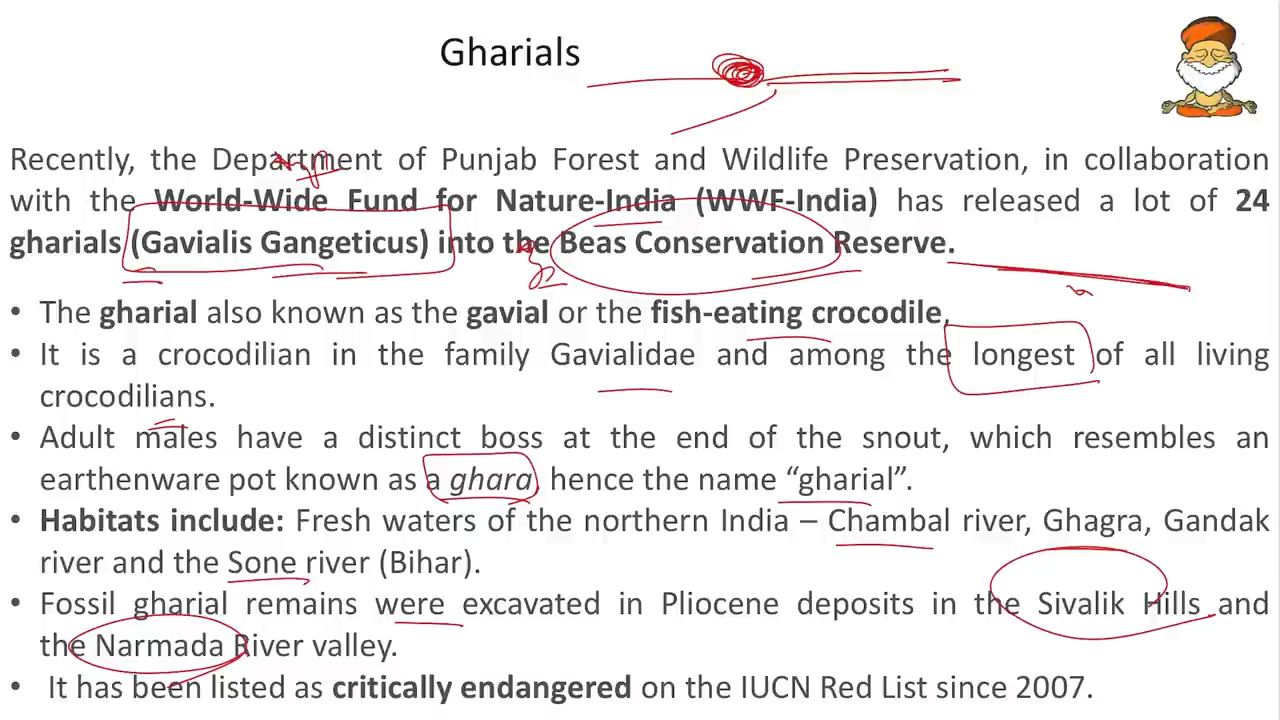 Gharials
Recently, the Department of Punjab Forest and Wildlife Preservation, in collaboration
with the World-Wide Fund for Nature-India (WWF-India) has released a lot of 24
gharials (Gavialis Gangeticus) into the Beas Conservation Reserve.
• The gharial also known as the gavial or the fish-eating crocodile.
• It is a crocodilian in the family Gavialidae and among the longest of all living
crocodilians.
• Adult males have a distinct boss at the end of the snout, which resembles an
earthenware pot known as a ghara, hence the name “gharial”.
• Habitats include: Fresh waters of the northern India – Chambal river, Ghagra, Gandak
river and the Sone river (Bihar).
• Fossil gharial remains were excavated in Pliocene deposits in the Sivalik Hills and
the Narmada River valley.
• It has been listed as critically endangered on the IUCN Red List since 2007.